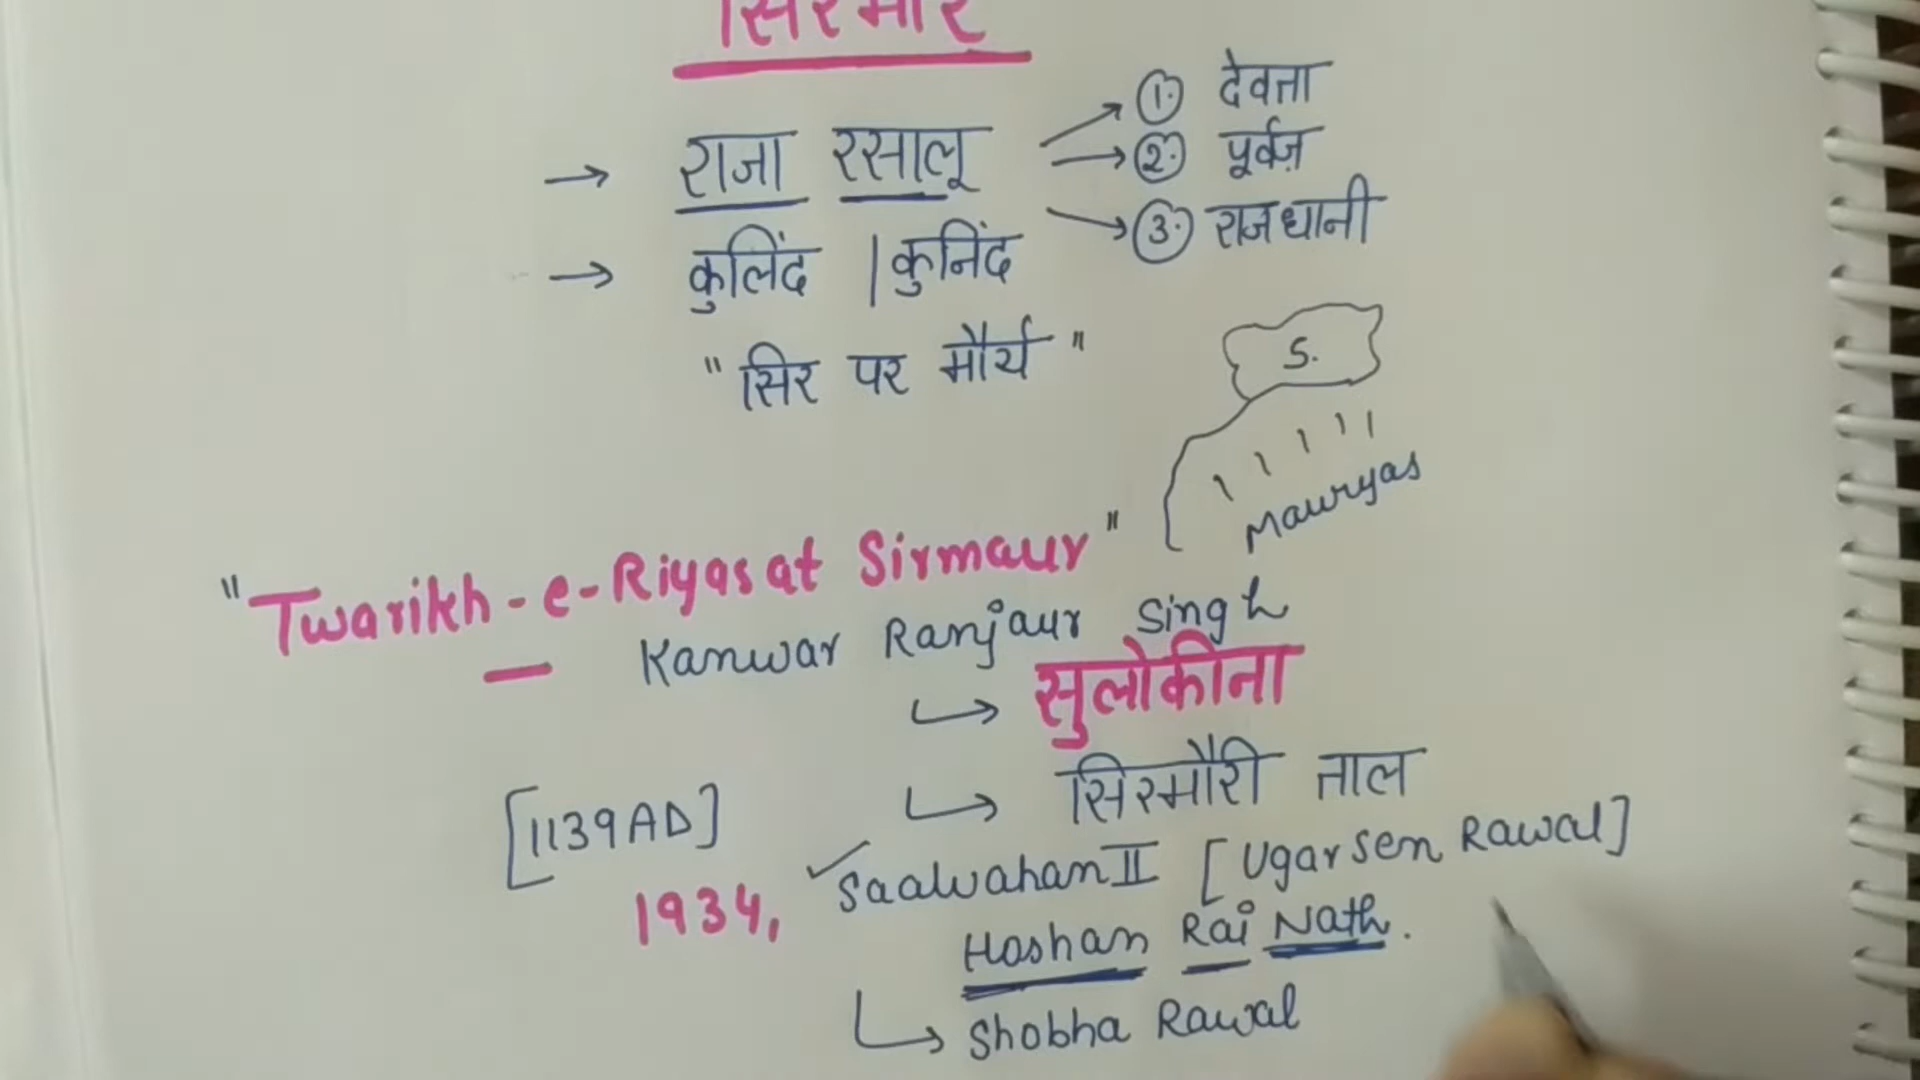 सिरमौर
→ राजा रसालू → ①. देवता
→ ②. पूर्वज़
→ ③. राजधानी
→ कुलिंद | कुनिंद
"सिर पर मौर्य"
S.
Mauryas
"Twarikh-e-Riyasat Sirmaur"
— Kanwar Ranjaur Singh
↳ सुलोकीना
↳ सिरमौरी ताल
[1139AD]
1934, ✓ Saalwahan II [Ugarsen Rawal]
Hoshan Rai Nath.
↳ Shobha Rawal